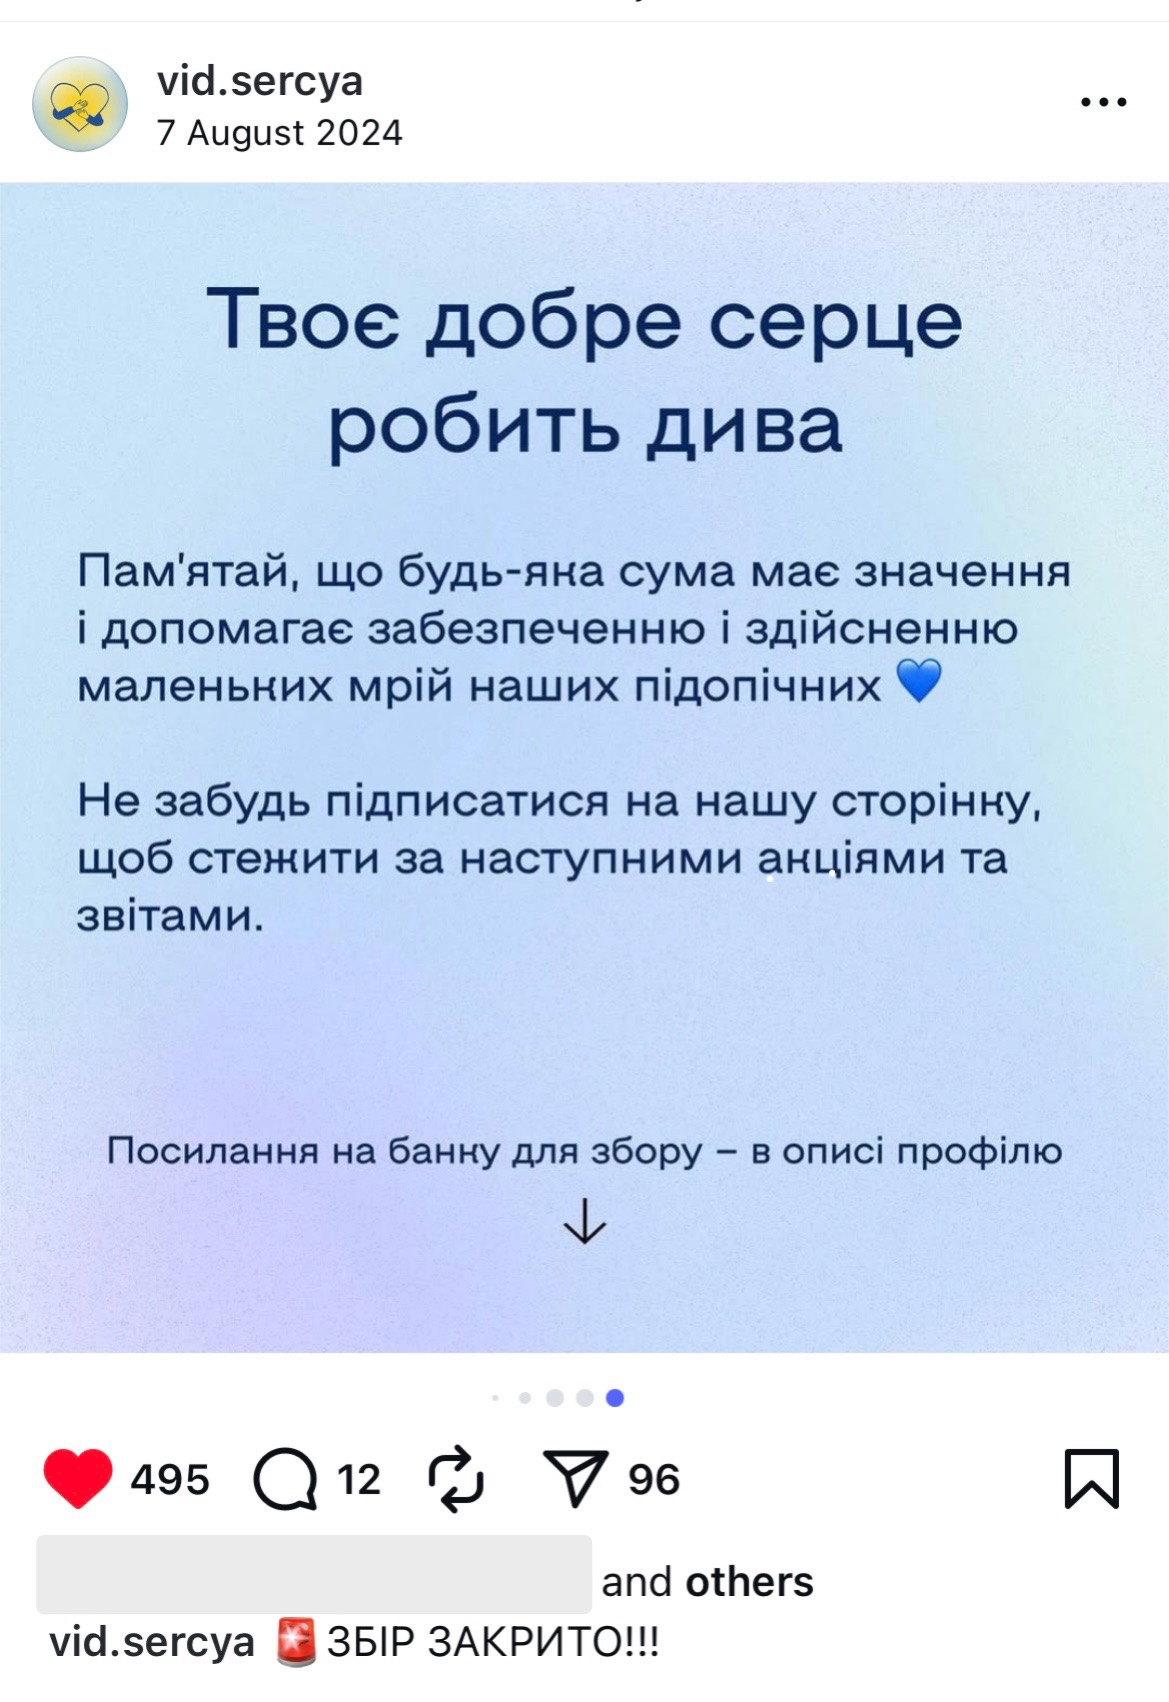 vid.sercya
7 August 2024
Твоє добре серце
робить дива
Пам'ятай, що будь-яка сума має значення
і допомагає забезпеченню і здійсненню
маленьких мрій наших підопічних 💙
Не забудь підписатися на нашу сторінку,
щоб стежити за наступними акціями та
звітами.
Посилання на банку для збору – в описі профілю
↓
495 12 96
and others
vid.sercya 🚨ЗБІР ЗАКРИТО!!!